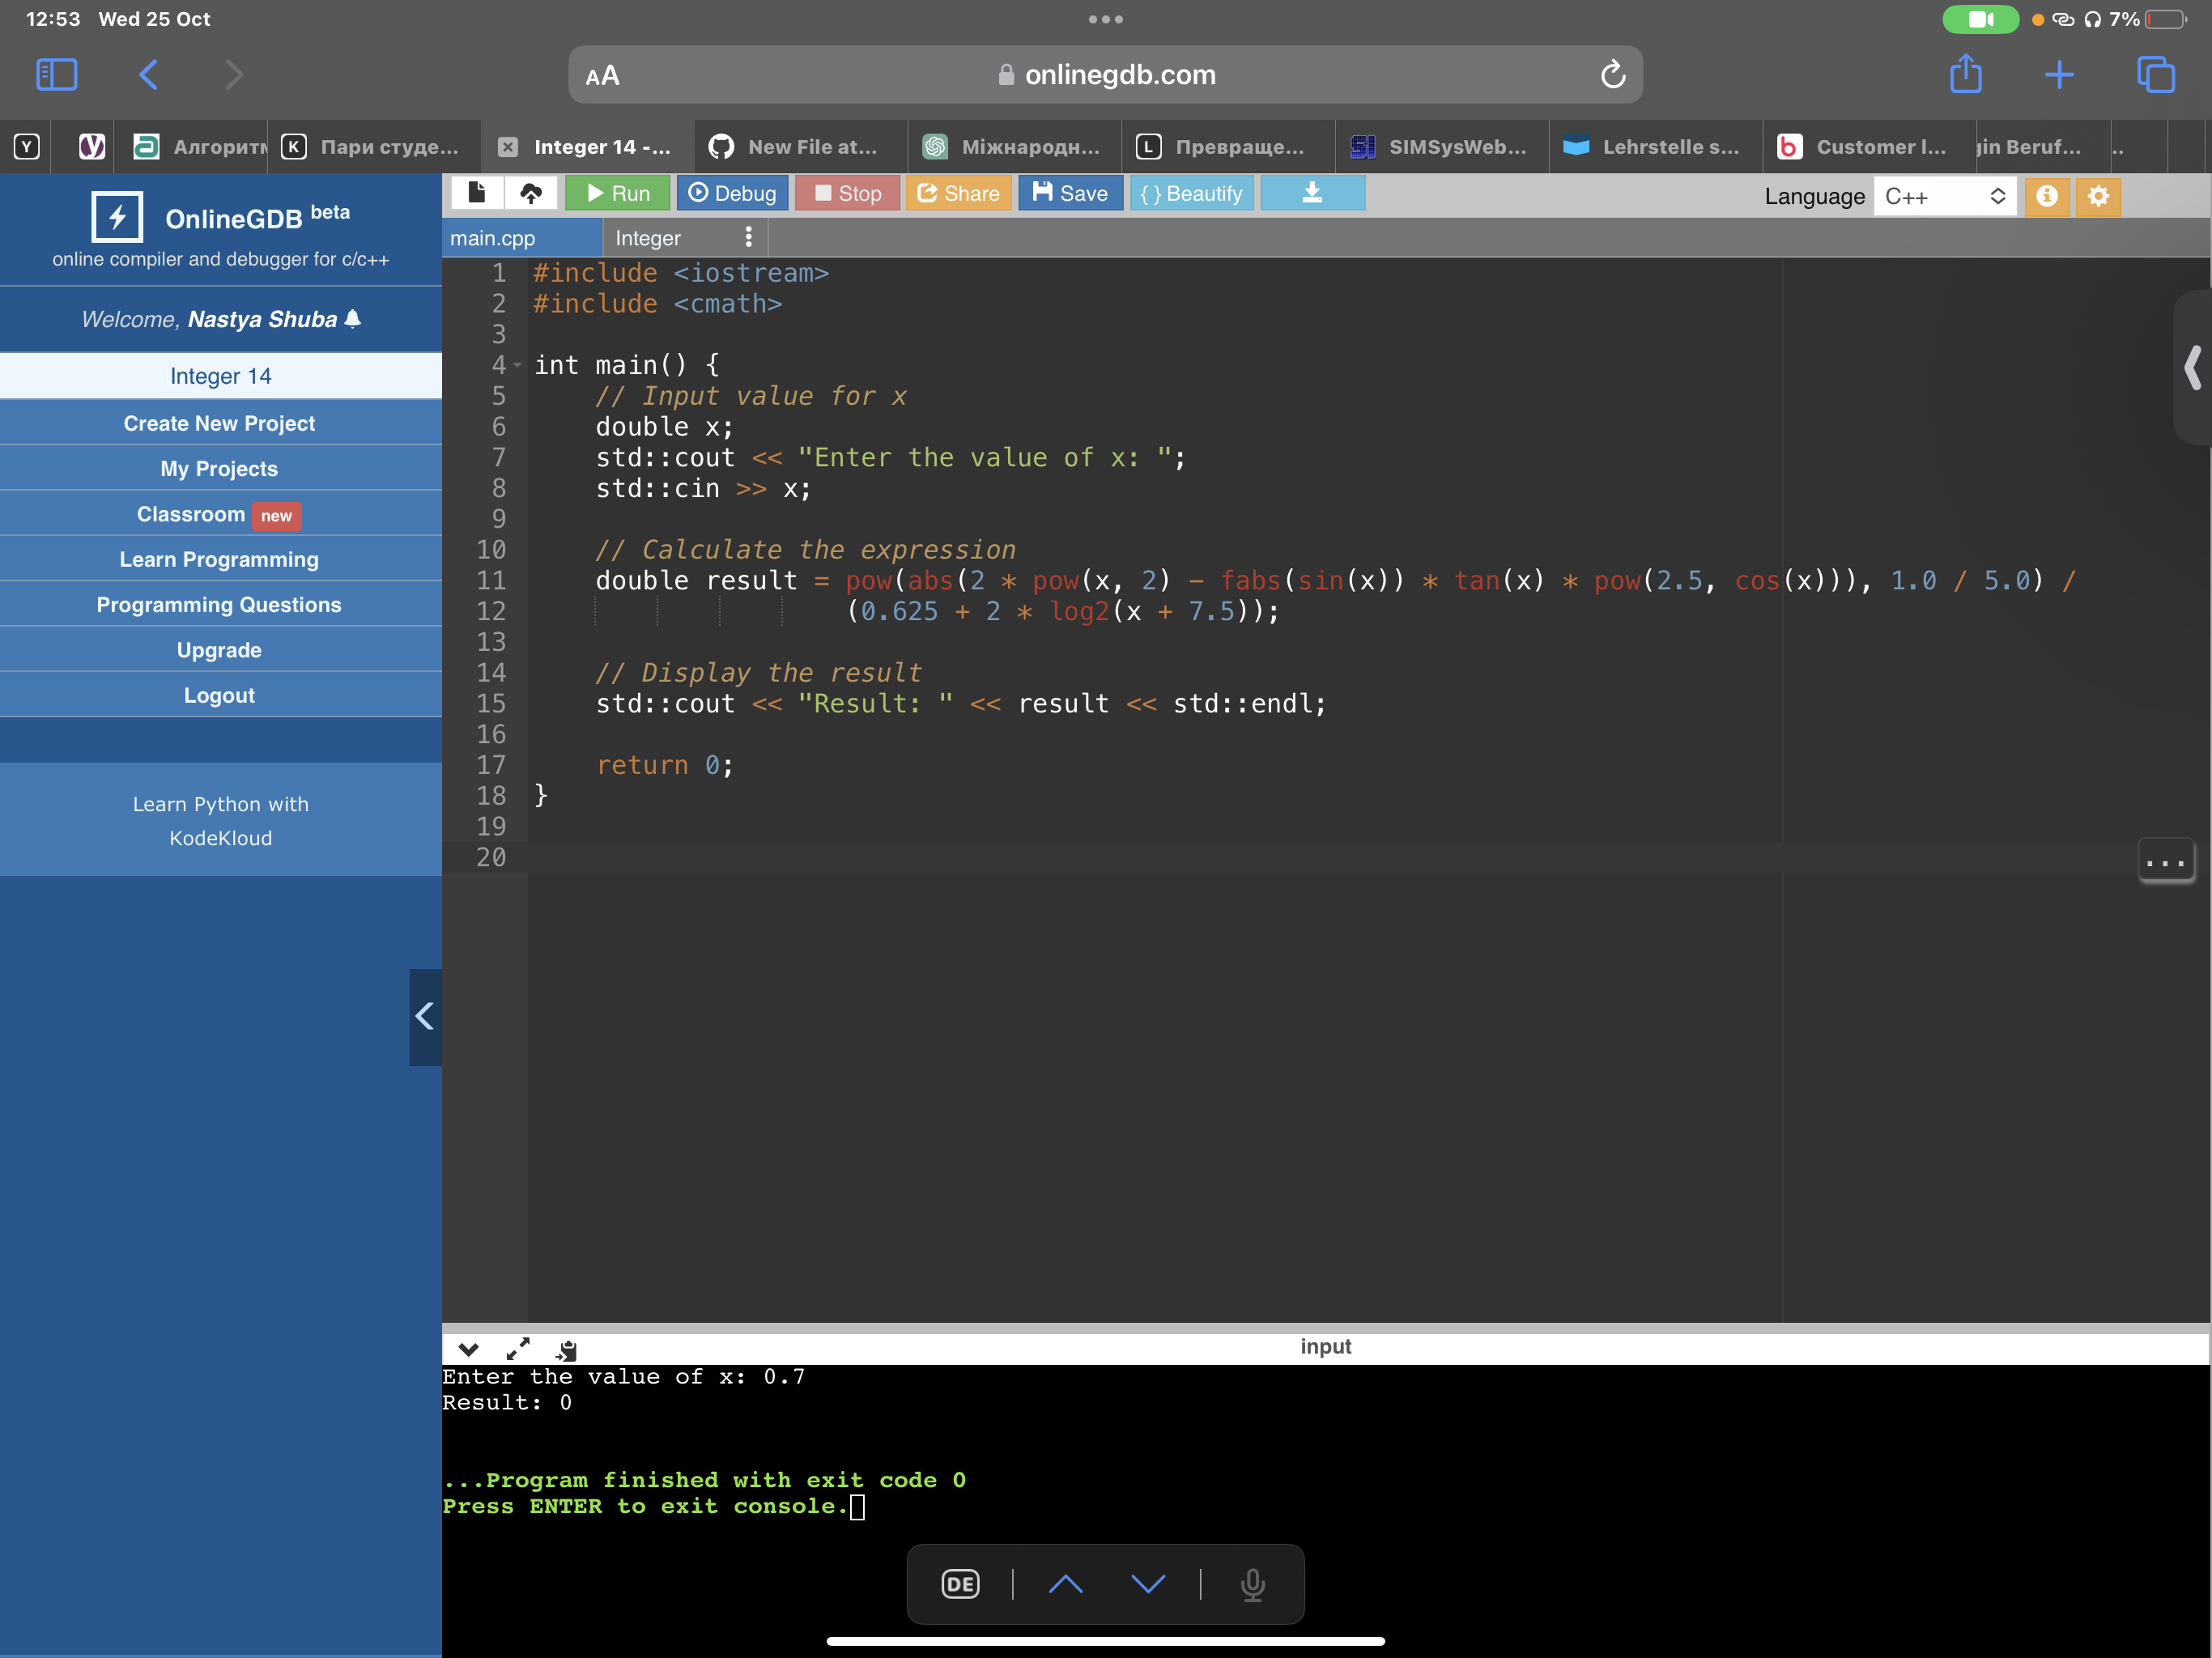 12:53 Wed 25 Oct
7%
AA onlinegdb.com
Y
Алгоритм
K Пари студе...
Integer 14 -...
New File at...
Міжнародн...
L Превраще...
SIMSysWeb...
Lehrstelle s...
Customer l...
gin Beruf...
..
OnlineGDB beta
online compiler and debugger for c/c++
Welcome, Nastya Shuba
Integer 14
Create New Project
My Projects
Classroom new
Learn Programming
Programming Questions
Upgrade
Logout
Learn Python with
KodeKloud
Run Debug Stop Share Save { } Beautify
Language C++
main.cpp Integer
1 #include <iostream>
2 #include <cmath>
3
4 int main() {
5 // Input value for x
6 double x;
7 std::cout << "Enter the value of x: ";
8 std::cin >> x;
9
10 // Calculate the expression
11 double result = pow(abs(2 * pow(x, 2) - fabs(sin(x)) * tan(x) * pow(2.5, cos(x))), 1.0 / 5.0) /
12 (0.625 + 2 * log2(x + 7.5));
13
14 // Display the result
15 std::cout << "Result: " << result << std::endl;
16
17 return 0;
18 }
19
20
...
input
Enter the value of x: 0.7
Result: 0
...Program finished with exit code 0
Press ENTER to exit console.
DE